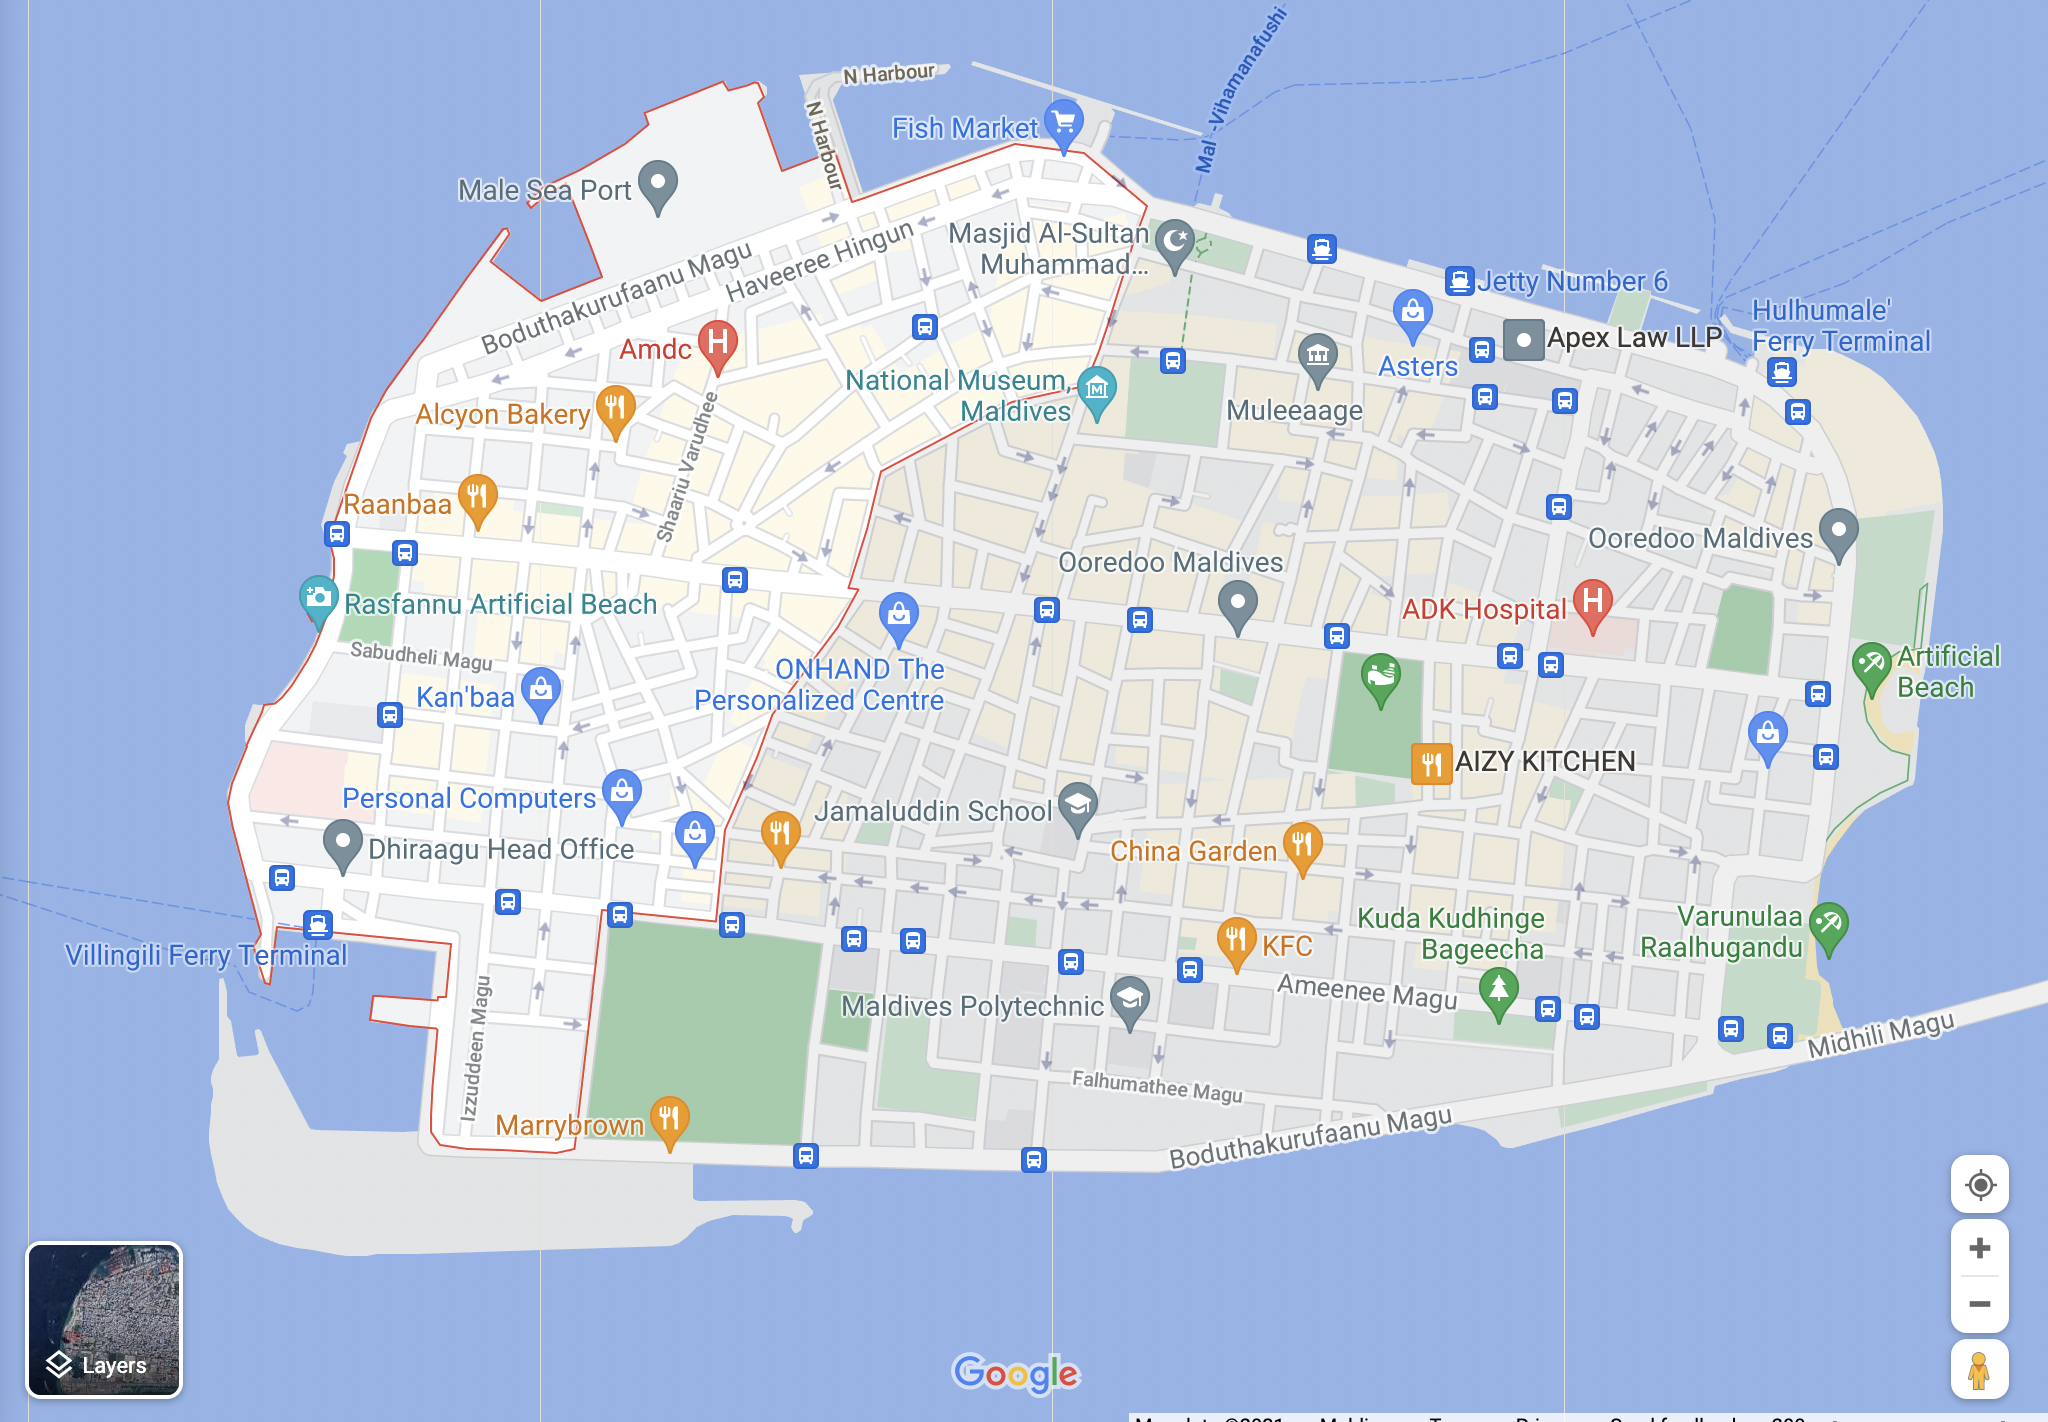 N Harbour
Mal -Vihamanafushi
N Harbour
Fish Market
Male Sea Port
Masjid Al-Sultan
Muhammad...
Boduthakurufaanu Magu
Haveeree Hingun
Jetty Number 6
Hulhumale'
Ferry Terminal
Apex Law LLP
Amdc
H
Asters
National Museum,
Maldives
M
Muleeaage
Alcyon Bakery
Shaariu Varudhee
Raanbaa
Ooredoo Maldives
Ooredoo Maldives
Rasfannu Artificial Beach
ADK Hospital
H
Sabudheli Magu
ONHAND The
Personalized Centre
Artificial
Beach
Kan'baa
AIZY KITCHEN
Personal Computers
Jamaluddin School
Dhiraagu Head Office
China Garden
Kuda Kudhinge
Bageecha
Varunulaa
Raalhugandu
Villingili Ferry Terminal
KFC
Ameenee Magu
Maldives Polytechnic
Izzuddeen Magu
Midhili Magu
Falhumathee Magu
Marrybrown
Boduthakurufaanu Magu
Layers
Google